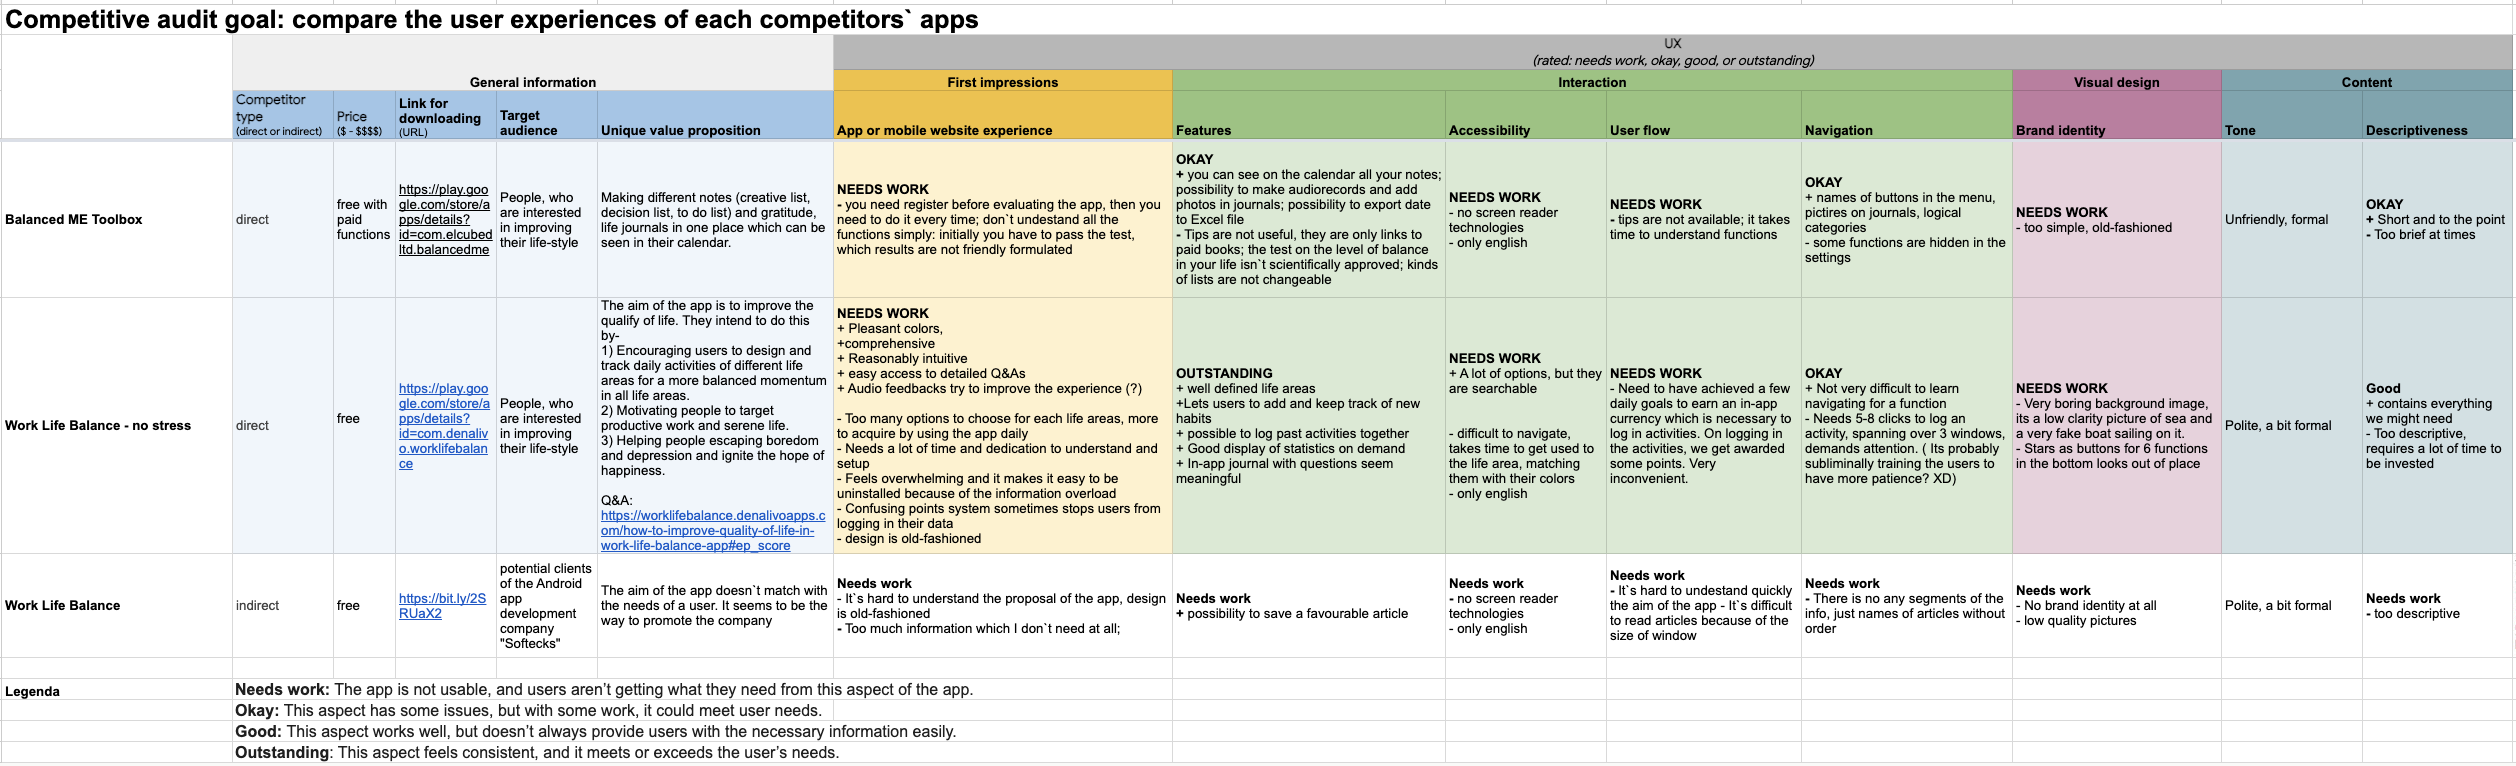 Competitive audit goal: compare the user experiences of each competitors` apps
UX
(rated: needs work, okay, good, or outstanding)
General information
First impressions
Interaction
Visual design
Content
Competitor
type
(direct or indirect)
Price
($ - $$$$)
Link for
downloading
(URL)
Target
audience
Unique value proposition
App or mobile website experience
Features
Accessibility
User flow
Navigation
Brand identity
Tone
Descriptiveness
Balanced ME Toolbox
direct
free with
paid
functions
https://play.goo
gle.com/store/a
pps/details?
id=com.elcubed
ltd.balancedme
People, who
are interested
in improving
their life-style
Making different notes (creative list,
decision list, to do list) and gratitude,
life journals in one place which can be
seen in their calendar.
NEEDS WORK
- you need register before evaluating the app, then you
need to do it every time; don`t undestand all the
functions simply: initially you have to pass the test,
which results are not friendly formulated
OKAY
+ you can see on the calendar all your notes;
possibility to make audiorecords and add
photos in journals; possibility to export date
to Excel file
- Tips are not useful, they are only links to
paid books; the test on the level of balance
in your life isn`t scientifically approved; kinds
of lists are not changeable
NEEDS WORK
- no screen reader
technologies
- only english
NEEDS WORK
- tips are not available; it takes
time to understand functions
OKAY
+ names of buttons in the menu,
pictires on journals, logical
categories
- some functions are hidden in the
settings
NEEDS WORK
- too simple, old-fashioned
Unfriendly, formal
OKAY
+ Short and to the point
- Too brief at times
Work Life Balance - no stress
direct
free
https://play.goo
gle.com/store/a
pps/details?
id=com.denaliv
o.worklifebalan
ce
People, who
are interested
in improving
their life-style
The aim of the app is to improve the
qualify of life. They intend to do this
by-
1) Encouraging users to design and
track daily activities of different life
areas for a more balanced momentum
in all life areas.
2) Motivating people to target
productive work and serene life.
3) Helping people escaping boredom
and depression and ignite the hope of
happiness.
Q&A:
https://worklifebalance.denalivoapps.c
om/how-to-improve-quality-of-life-in-
work-life-balance-app#ep_score
NEEDS WORK
+ Pleasant colors,
+comprehensive
+ Reasonably intuitive
+ easy access to detailed Q&As
+ Audio feedbacks try to improve the experience (?)
- Too many options to choose for each life areas, more
to acquire by using the app daily
- Needs a lot of time and dedication to understand and
setup
- Feels overwhelming and it makes it easy to be
uninstalled because of the information overload
- Confusing points system sometimes stops users from
logging in their data
- design is old-fashioned
OUTSTANDING
+ well defined life areas
+Lets users to add and keep track of new
habits
+ possible to log past activities together
+ Good display of statistics on demand
+ In-app journal with questions seem
meaningful
NEEDS WORK
+ A lot of options, but they
are searchable
- difficult to navigate,
takes time to get used to
the life area, matching
them with their colors
- only english
NEEDS WORK
- Need to have achieved a few
daily goals to earn an in-app
currency which is necessary to
log in activities. On logging in
the activities, we get awarded
some points. Very
inconvenient.
OKAY
+ Not very difficult to learn
navigating for a function
- Needs 5-8 clicks to log an
activity, spanning over 3 windows,
demands attention. ( Its probably
subliminally training the users to
have more patience? XD)
NEEDS WORK
- Very boring background image,
its a low clarity picture of sea and
a very fake boat sailing on it.
- Stars as buttons for 6 functions
in the bottom looks out of place
Polite, a bit formal
Good
+ contains everything
we might need
- Too descriptive,
requires a lot of time to
be invested
Work Life Balance
indirect
free
https://bit.ly/2S
RUaX2
potential clients
of the Android
app
development
company
"Softecks"
The aim of the app doesn`t match with
the needs of a user. It seems to be the
way to promote the company
Needs work
- It`s hard to understand the proposal of the app, design
is old-fashioned
- Too much information which I don`t need at all;
Needs work
+ possibility to save a favourable article
Needs work
- no screen reader
technologies
- only english
Needs work
- It`s hard to undestand quickly
the aim of the app - It`s difficult
to read articles because of the
size of window
Needs work
- There is no any segments of the
info, just names of articles without
order
Needs work
- No brand identity at all
- low quality pictures
Polite, a bit formal
Needs work
- too descriptive
Legenda
Needs work: The app is not usable, and users aren’t getting what they need from this aspect of the app.
Okay: This aspect has some issues, but with some work, it could meet user needs.
Good: This aspect works well, but doesn’t always provide users with the necessary information easily.
Outstanding: This aspect feels consistent, and it meets or exceeds the user’s needs.